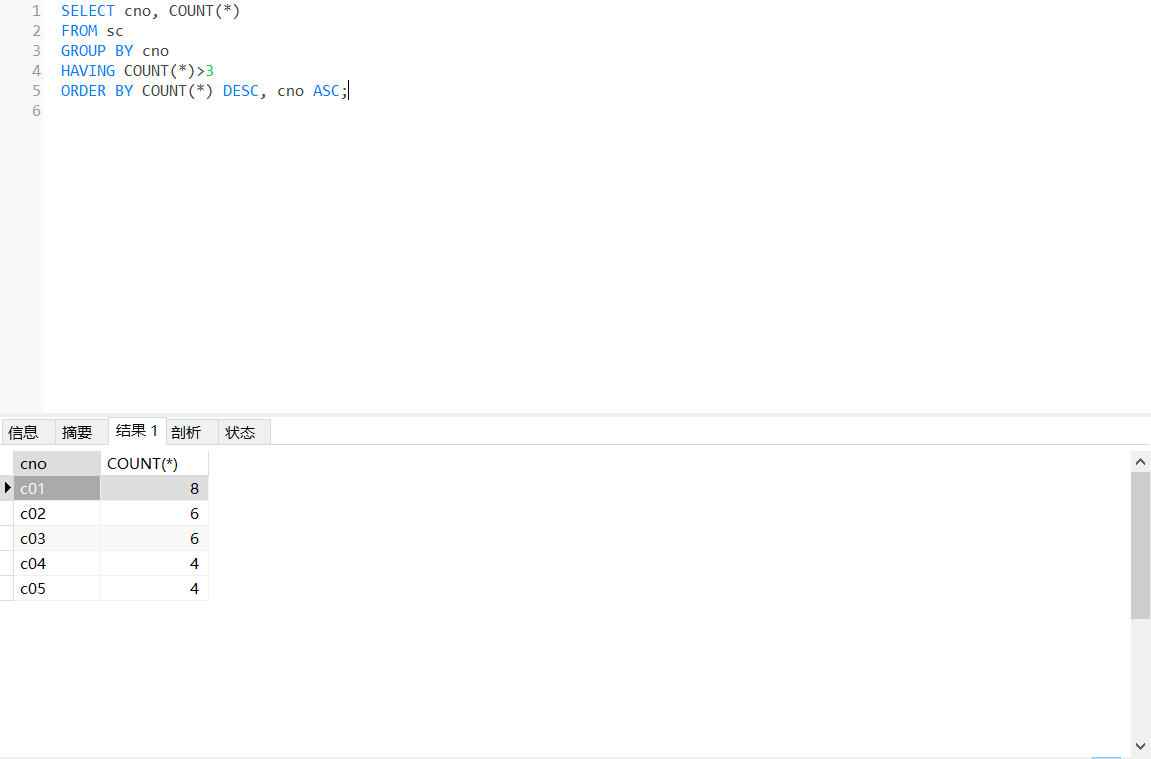 1 SELECT cno, COUNT(*)
2 FROM sc
3 GROUP BY cno
4 HAVING COUNT(*)>3
5 ORDER BY COUNT(*) DESC, cno ASC;
6
信息 摘要 结果 1 剖析 状态
cno COUNT(*)
c01 8
c02 6
c03 6
c04 4
c05 4